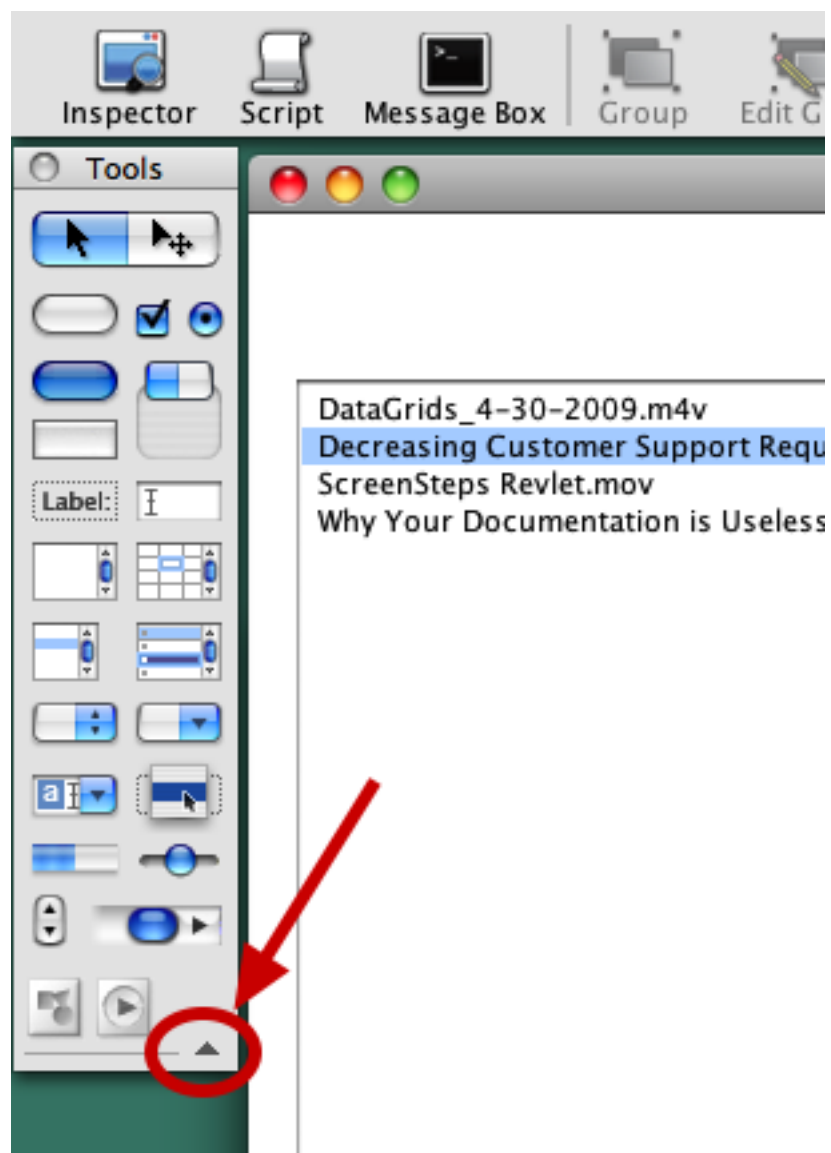 Inspector Script Message Box Group Edit G
Tools
DataGrids_4-30-2009.m4v
Decreasing Customer Support Requ
ScreenSteps Revlet.mov
Why Your Documentation is Useless
Label:
a